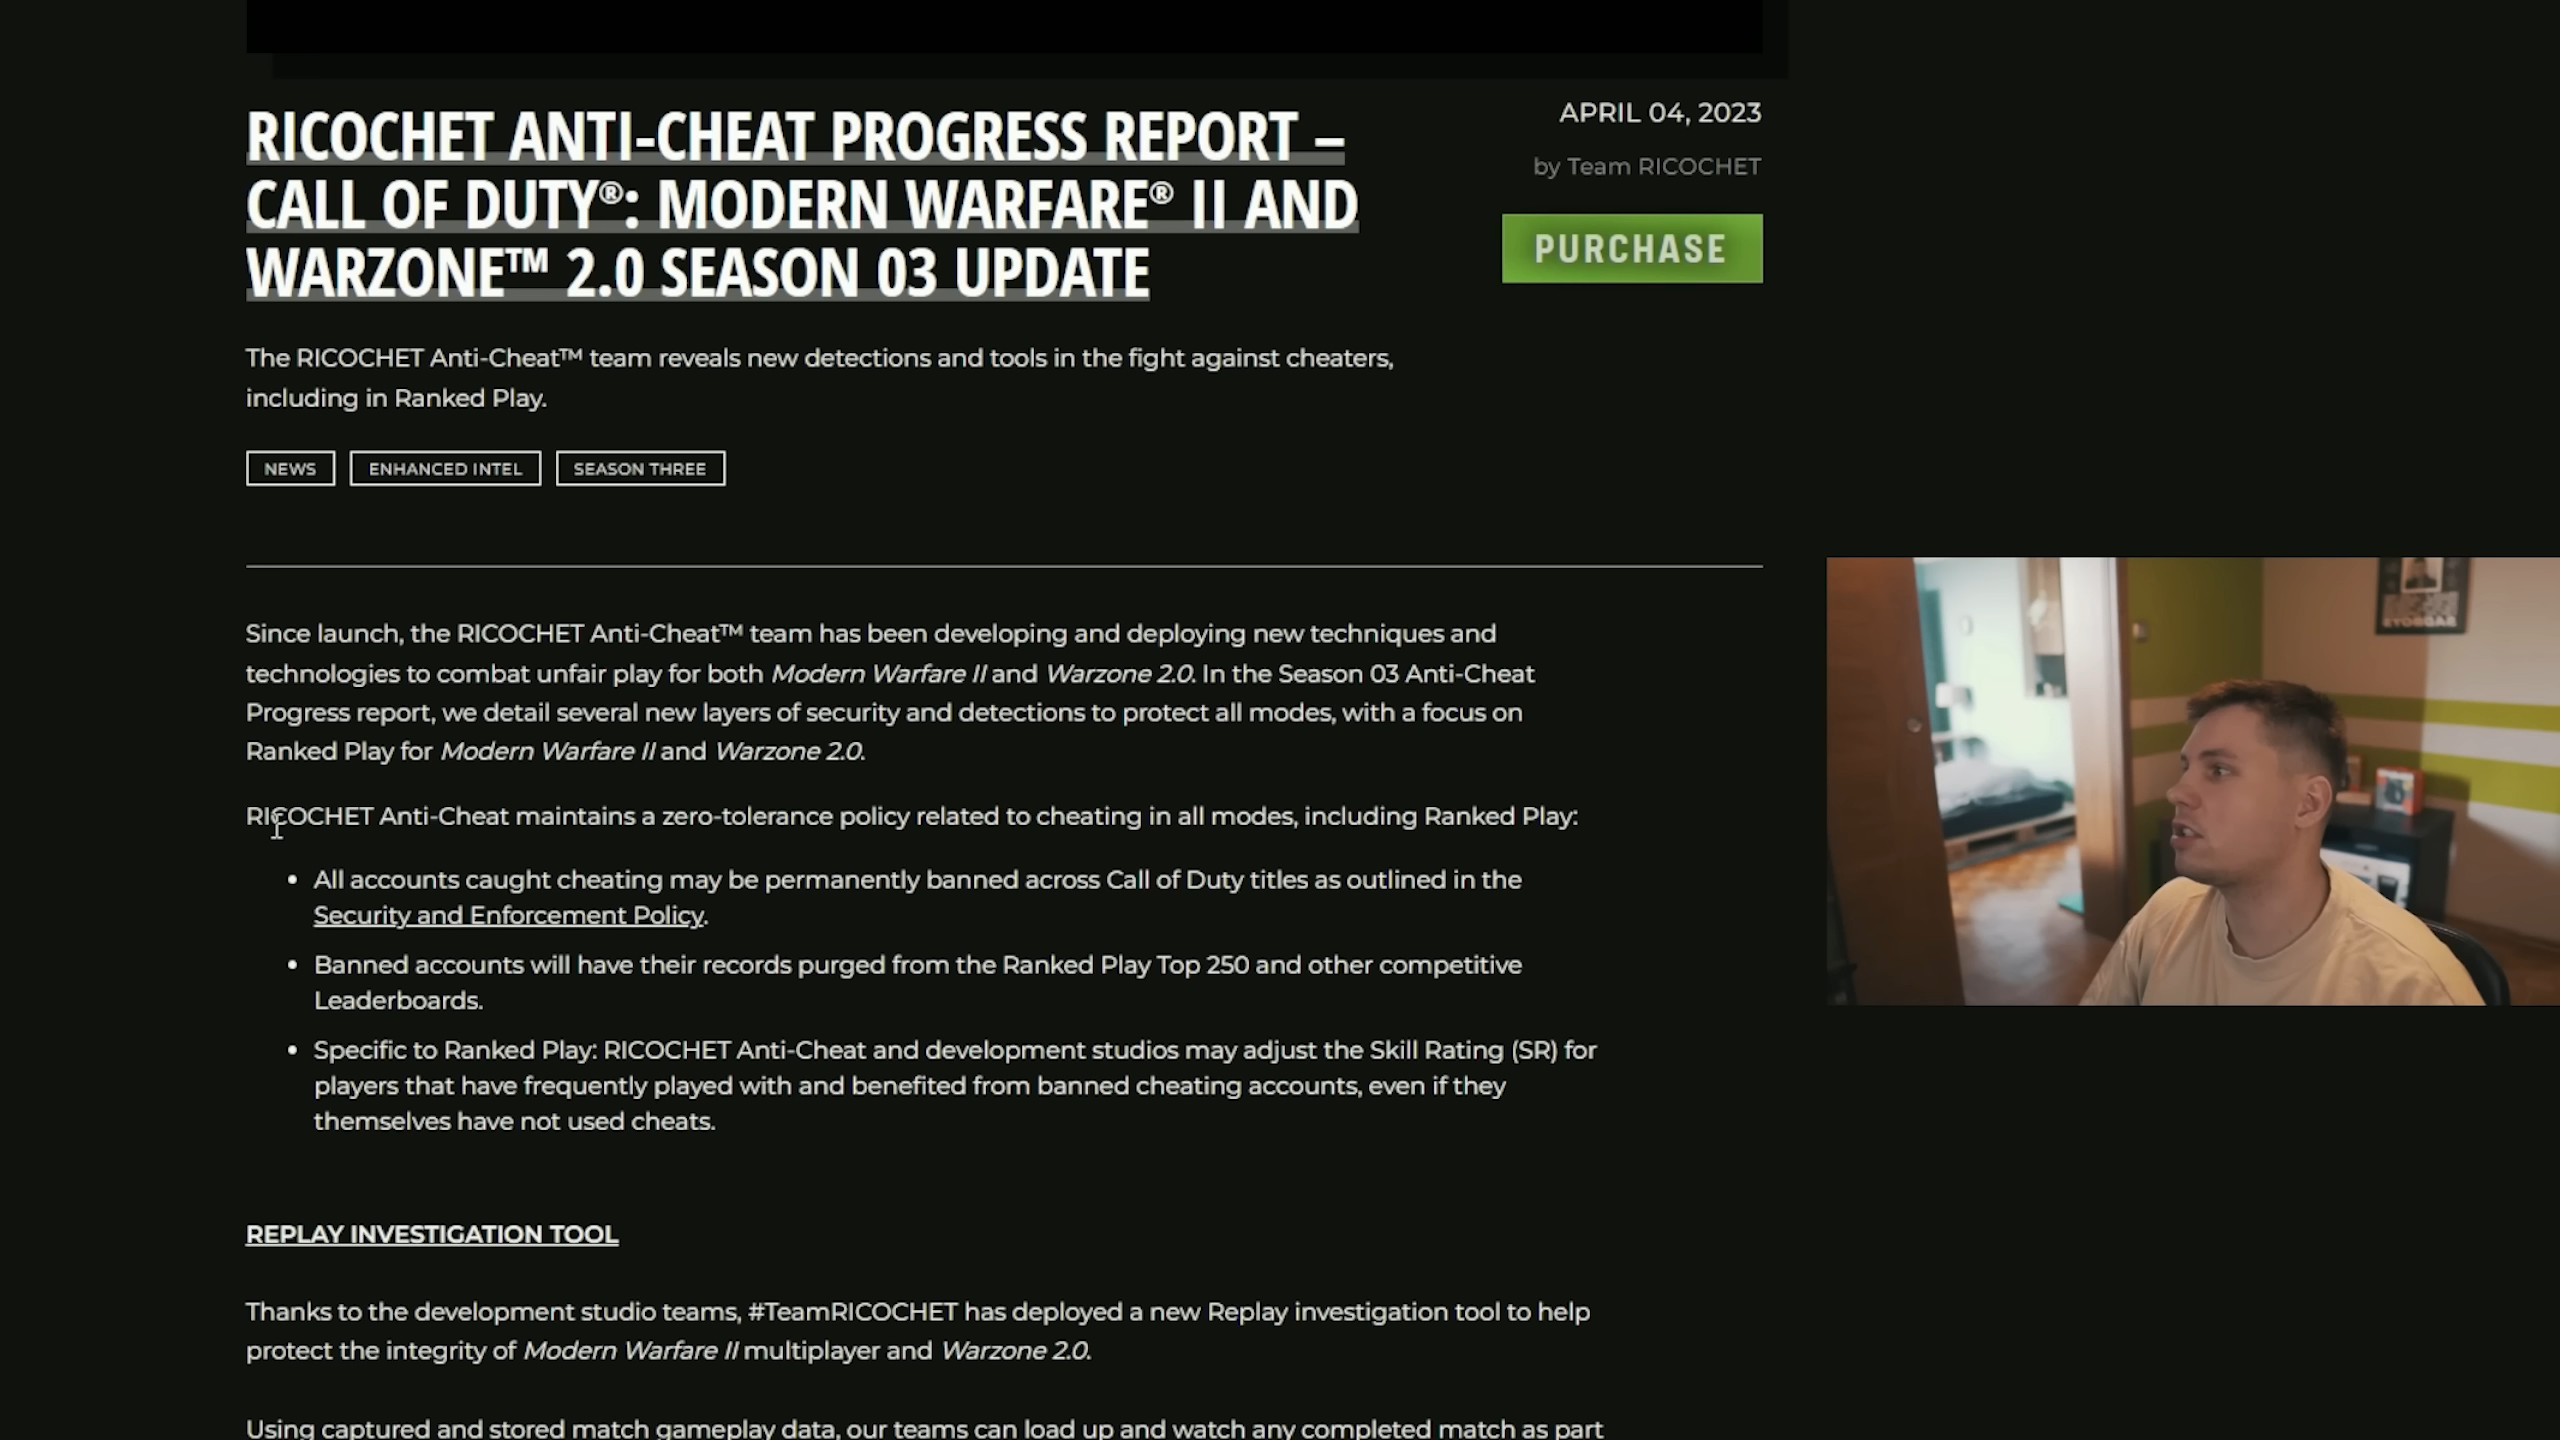 RICOCHET ANTI-CHEAT PROGRESS REPORT –
CALL OF DUTY®: MODERN WARFARE® II AND
WARZONE™ 2.0 SEASON 03 UPDATE
APRIL 04, 2023
by Team RICOCHET
PURCHASE
The RICOCHET Anti-Cheat™ team reveals new detections and tools in the fight against cheaters,
including in Ranked Play.
NEWS
ENHANCED INTEL
SEASON THREE
Since launch, the RICOCHET Anti-Cheat™ team has been developing and deploying new techniques and
technologies to combat unfair play for both Modern Warfare II and Warzone 2.0. In the Season 03 Anti-Cheat
Progress report, we detail several new layers of security and detections to protect all modes, with a focus on
Ranked Play for Modern Warfare II and Warzone 2.0.
RICOCHET Anti-Cheat maintains a zero-tolerance policy related to cheating in all modes, including Ranked Play:
• All accounts caught cheating may be permanently banned across Call of Duty titles as outlined in the
Security and Enforcement Policy.
• Banned accounts will have their records purged from the Ranked Play Top 250 and other competitive
Leaderboards.
• Specific to Ranked Play: RICOCHET Anti-Cheat and development studios may adjust the Skill Rating (SR) for
players that have frequently played with and benefited from banned cheating accounts, even if they
themselves have not used cheats.
REPLAY INVESTIGATION TOOL
Thanks to the development studio teams, #TeamRICOCHET has deployed a new Replay investigation tool to help
protect the integrity of Modern Warfare II multiplayer and Warzone 2.0.
Using captured and stored match gameplay data, our teams can load up and watch any completed match as part